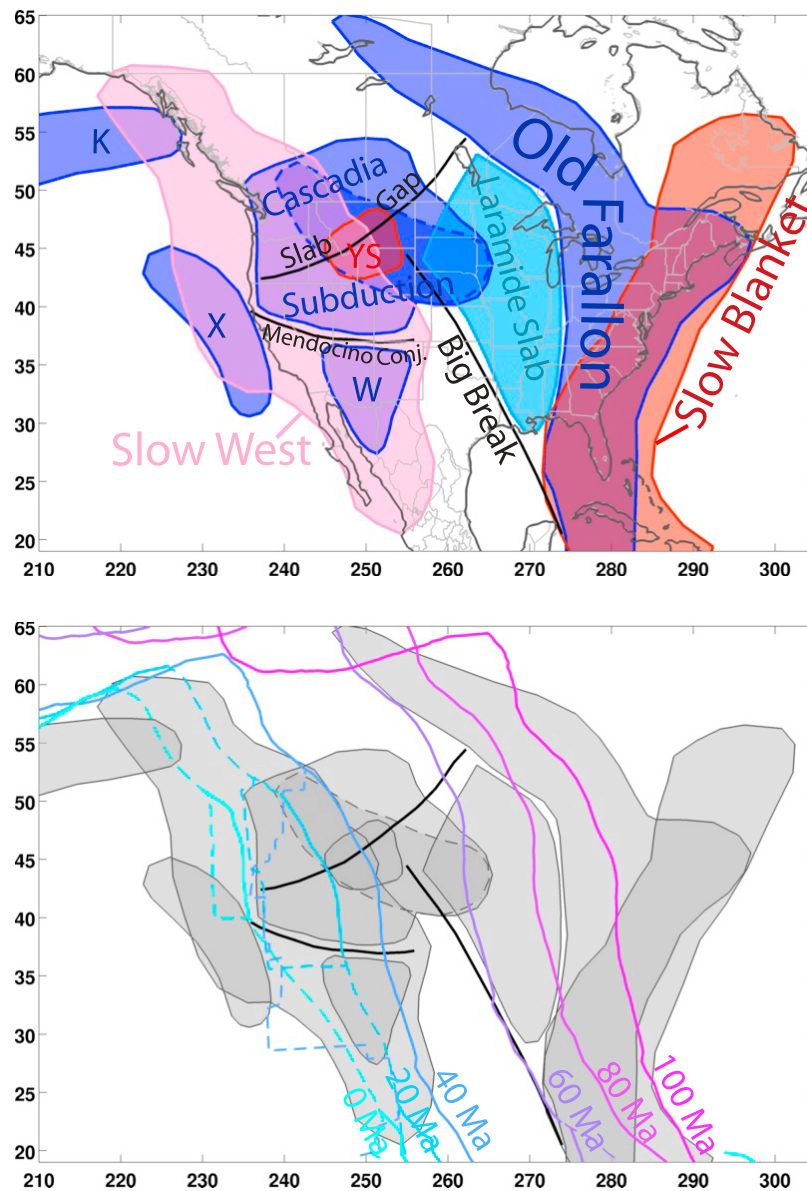 65
60
55
50
45
40
35
30
25
20
K
Cascadia
Slab Gap
YS
Subduction
X
Mendocino Conj.
W
Slow West
Big Break
Laramide Slab
Old Farallon
Slow Blanket
210 220 230 240 250 260 270 280 290 300
65
60
55
50
45
40
35
30
25
20
0 Ma
20 Ma
40 Ma
60 Ma
80 Ma
100 Ma
210 220 230 240 250 260 270 280 290 300